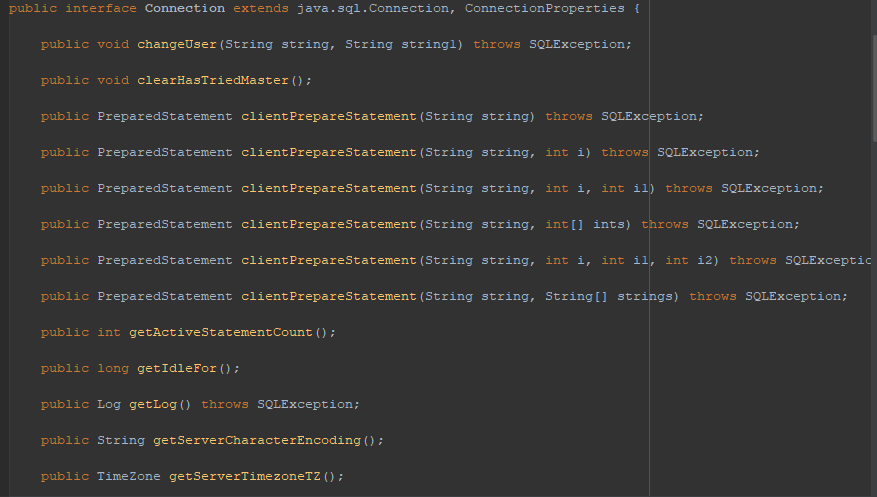 public interface Connection extends java.sql.Connection, ConnectionProperties {
public void changeUser(String string, String string1) throws SQLException;
public void clearHasTriedMaster();
public PreparedStatement clientPrepareStatement(String string) throws SQLException;
public PreparedStatement clientPrepareStatement(String string, int i) throws SQLException;
public PreparedStatement clientPrepareStatement(String string, int i, int i1) throws SQLException;
public PreparedStatement clientPrepareStatement(String string, int[] ints) throws SQLException;
public PreparedStatement clientPrepareStatement(String string, int i, int i1, int i2) throws SQLExceptio
public PreparedStatement clientPrepareStatement(String string, String[] strings) throws SQLException;
public int getActiveStatementCount();
public long getIdleFor();
public Log getLog() throws SQLException;
public String getServerCharacterEncoding();
public TimeZone getServerTimezoneTZ();